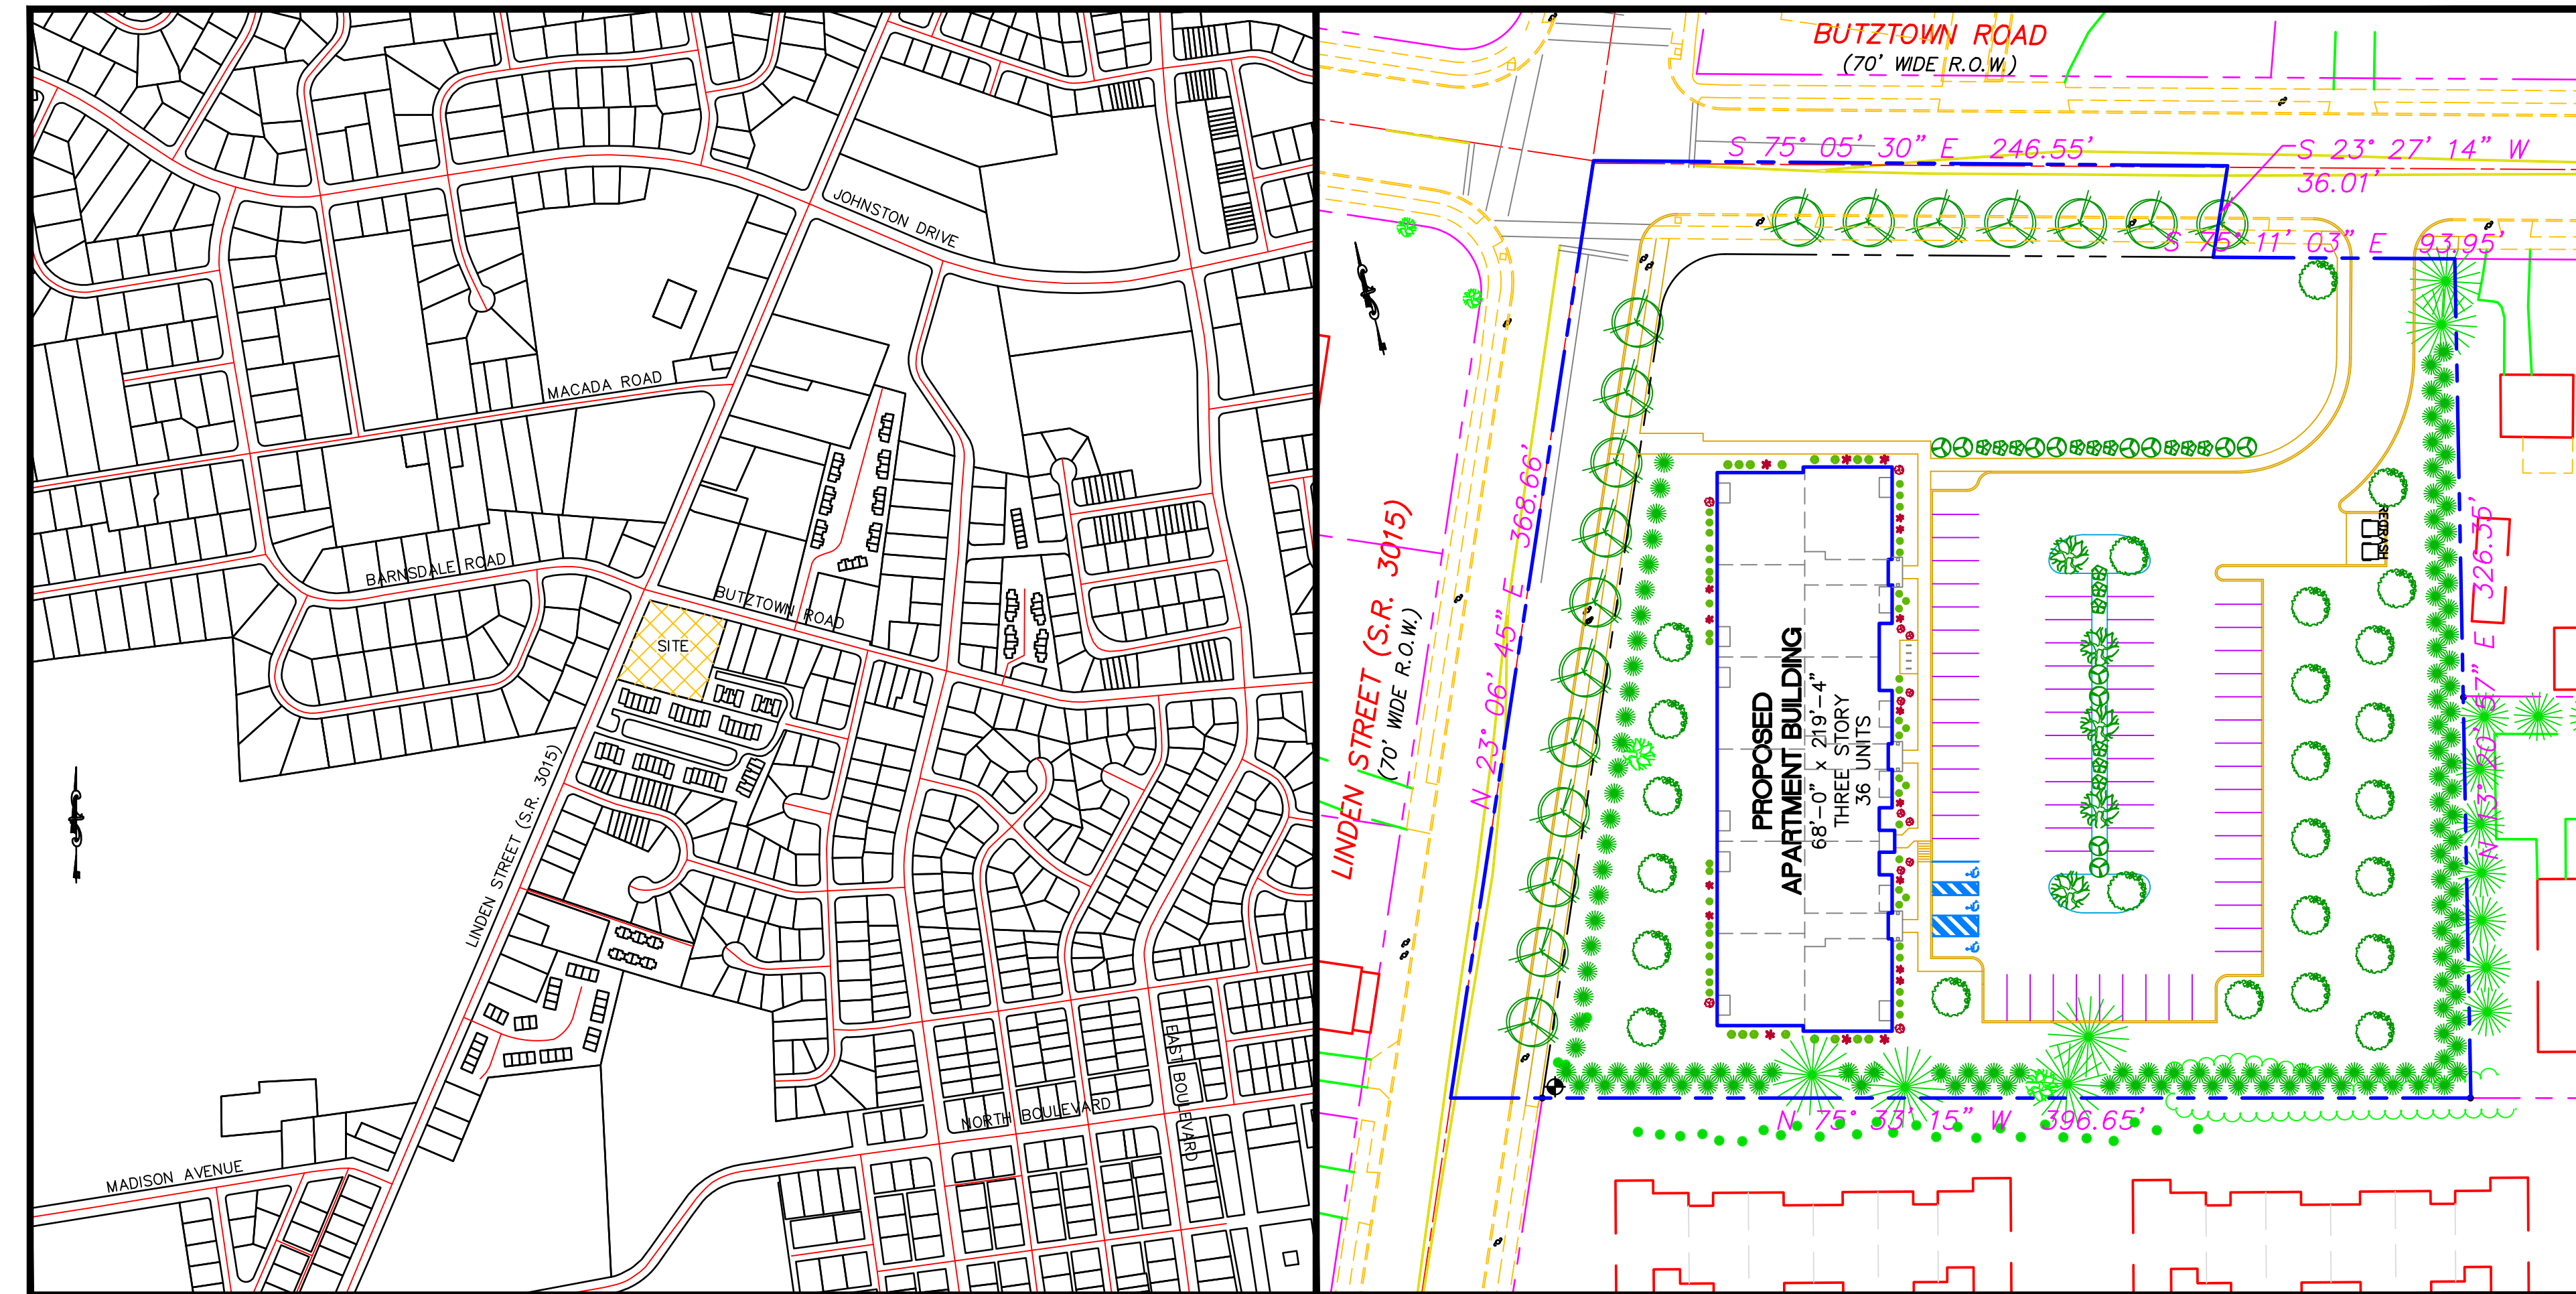 JOHNSTON DRIVE
MACADA ROAD
BARNSDALE ROAD
BUTZTOWN ROAD
SITE
LINDEN STREET (S.R. 3015)
EAST BOULEVARD
NORTH BOULEVARD
MADISON AVENUE
BUTZTOWN ROAD
(70' WIDE R.O.W.)
S 75° 05' 30" E 246.55'
S 23° 27' 14" W
36.01'
S 75° 11' 03" E 93.95'
LINDEN STREET (S.R. 3015)
(70' WIDE R.O.W.)
N 23° 06' 45" E 368.66'
PROPOSED
APARTMENT BUILDING
68'-0" x 219'-4"
THREE STORY
36 UNITS
326.35'
N 75° 33' 15" W 396.65'